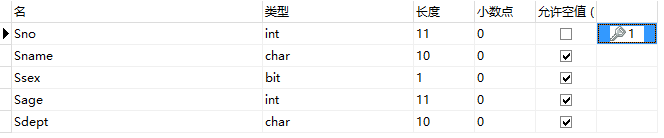 名 类型 长度 小数点 允许空值 (
Sno int 11 0 1
Sname char 10 0
Ssex bit 1 0
Sage int 11 0
Sdept char 10 0